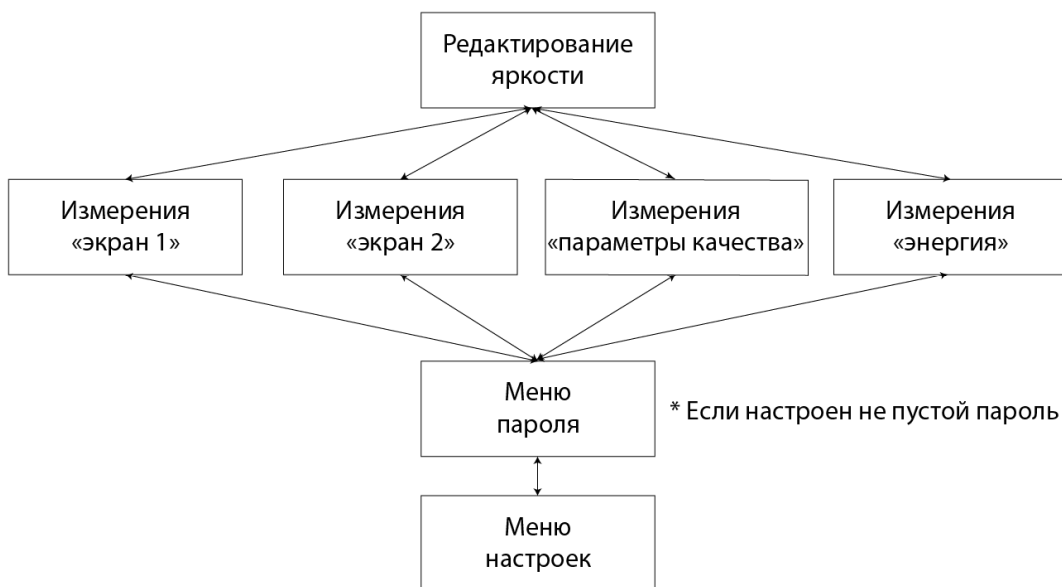 Редактирование
яркости
Измерения
«экран 1»
Измерения
«экран 2»
Измерения
«параметры качества»
Измерения
«энергия»
Меню
пароля
* Если настроен не пустой пароль
Меню
настроек